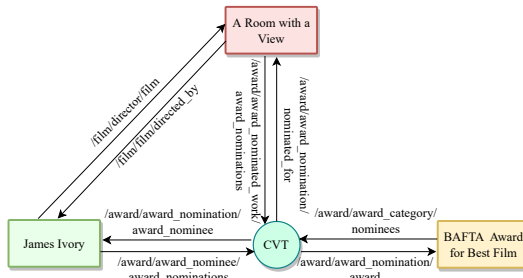 A Room with a
View
/film/director/film
/film/film/directed_by
/award/award_nominated_work/
award_nominations
/award/award_nomination/
nominated_for
/award/award_nomination/
award_nominee
/award/award_category/
nominees
James Ivory
CVT
BAFTA Award
for Best Film
/award/award_nominee/
award_nominations
/award/award_nomination/
award